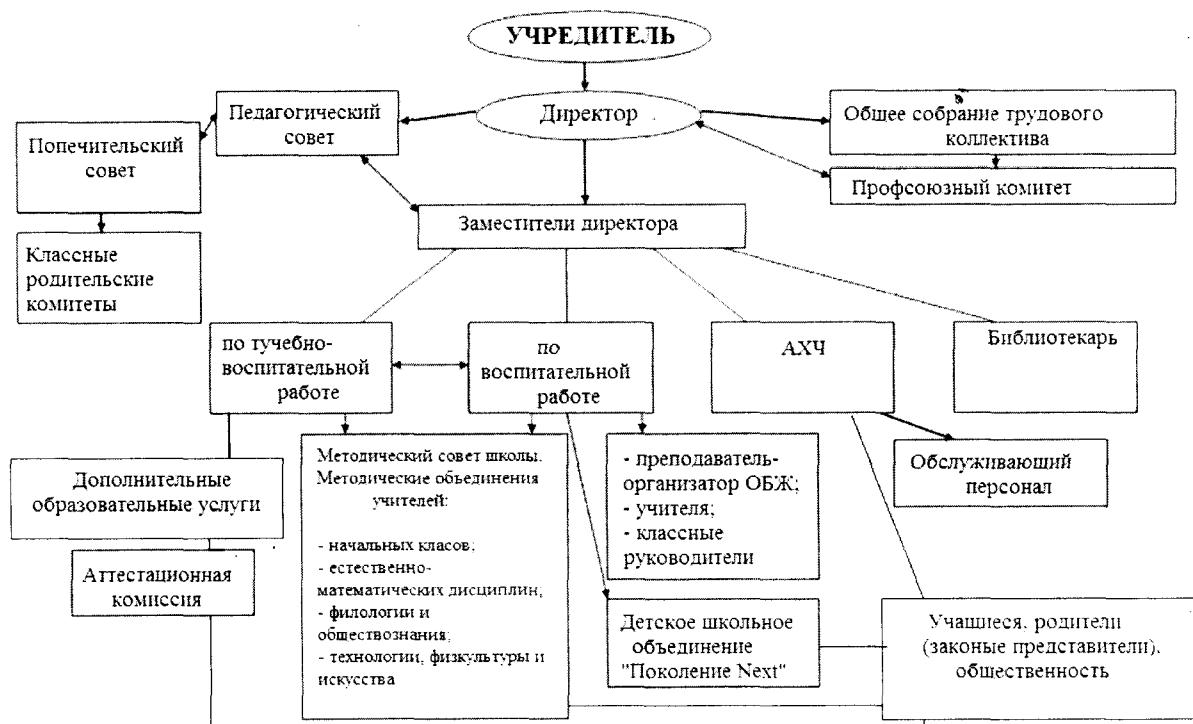 УЧРЕДИТЕЛЬ
Педагогический
совет
Директор
Общее собрание трудового
коллектива
Попечительский
совет
Профсоюзный комитет
Заместители директора
Классные
родительские
комитеты
по тучебно-
воспитательной
работе
по
воспитательной
работе
АХЧ
Библиотекарь
Методический совет школы.
Методические объединения
учителей:
- начальных класов;
- естественно-
математических дисциплин;
- филологии и
обществознания;
- технологии, физкультуры и
искусства
- преподаватель-
организатор ОБЖ;
- учителя;
- классные
руководители
Обслуживающий
персонал
Дополнительные
образовательные услуги
Аттестационная
комиссия
Детское школьное
объединение
"Поколение Next"
Учащиеся, родители
(законые представители),
общественность